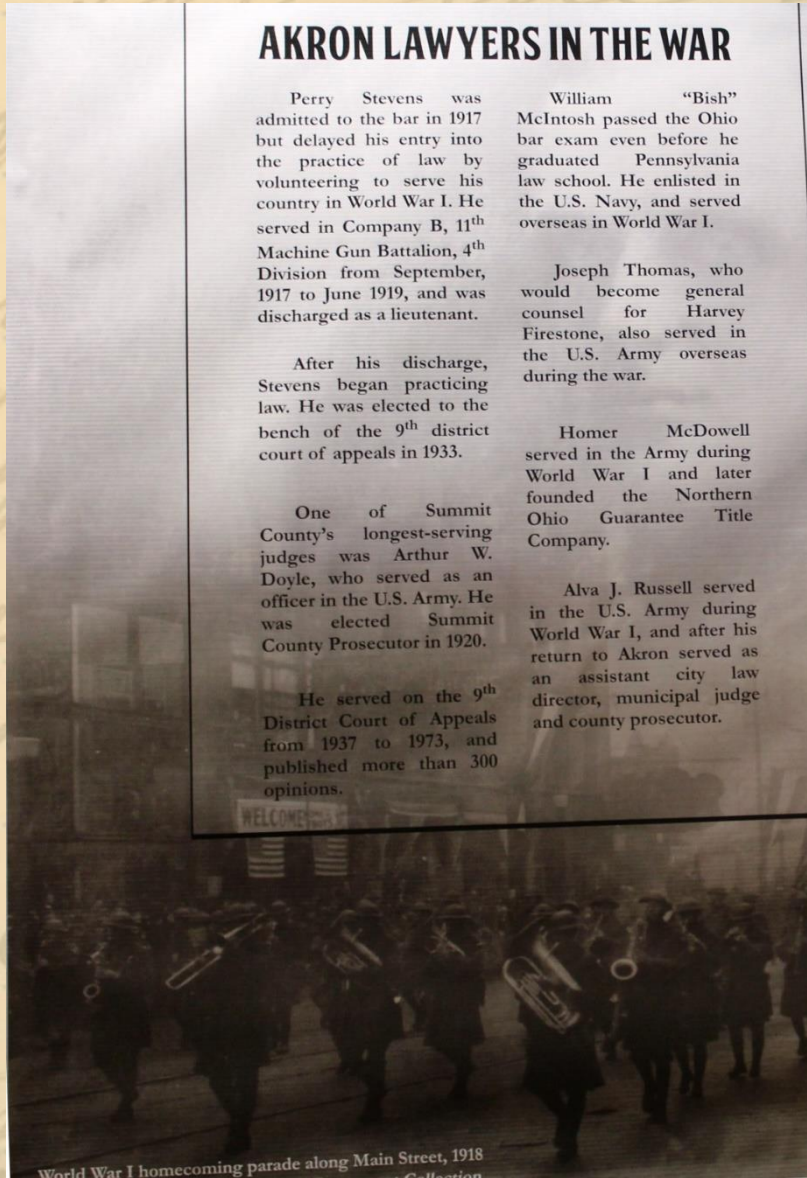 AKRON LAWYERS IN THE WAR
Perry Stevens was
admitted to the bar in 1917
but delayed his entry into
the practice of law by
volunteering to serve his
country in World War I. He
served in Company B, 11th
Machine Gun Battalion, 4th
Division from September,
1917 to June 1919, and was
discharged as a lieutenant.
After his discharge,
Stevens began practicing
law. He was elected to the
bench of the 9th district
court of appeals in 1933.
One of Summit
County's longest-serving
judges was Arthur W.
Doyle, who served as an
officer in the U.S. Army. He
was elected Summit
County Prosecutor in 1920.
He served on the 9th
District Court of Appeals
from 1937 to 1973, and
published more than 300
opinions.
William "Bish"
McIntosh passed the Ohio
bar exam even before he
graduated Pennsylvania
law school. He enlisted in
the U.S. Navy, and served
overseas in World War I.
Joseph Thomas, who
would become general
counsel for Harvey
Firestone, also served in
the U.S. Army overseas
during the war.
Homer McDowell
served in the Army during
World War I and later
founded the Northern
Ohio Guarantee Title
Company.
Alva J. Russell served
in the U.S. Army during
World War I, and after his
return to Akron served as
an assistant city law
director, municipal judge
and county prosecutor.
WELCOME
World War I homecoming parade along Main Street, 1918
Collection